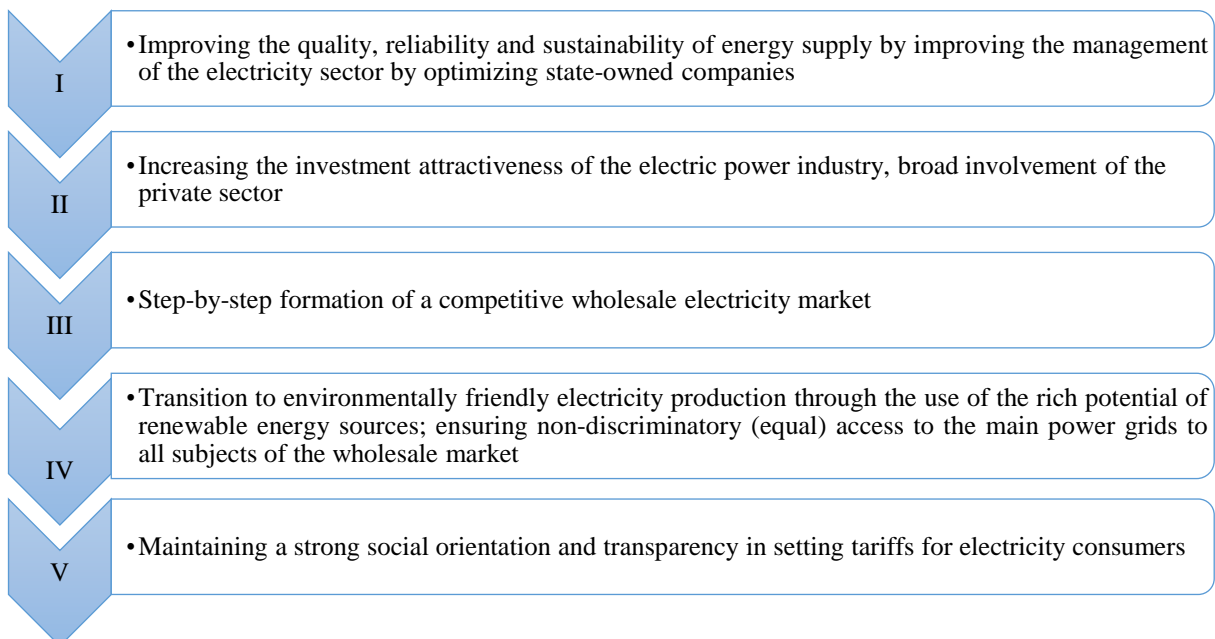 I
•Improving the quality, reliability and sustainability of energy supply by improving the management
of the electricity sector by optimizing state-owned companies
II
•Increasing the investment attractiveness of the electric power industry, broad involvement of the
private sector
III
•Step-by-step formation of a competitive wholesale electricity market
IV
•Transition to environmentally friendly electricity production through the use of the rich potential of
renewable energy sources; ensuring non-discriminatory (equal) access to the main power grids to
all subjects of the wholesale market
V
•Maintaining a strong social orientation and transparency in setting tariffs for electricity consumers